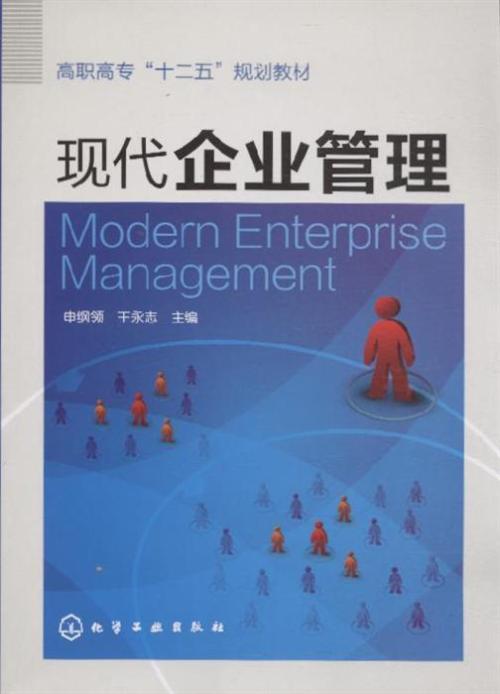 高职高专“十二五”规划教材
现代企业管理
Modern Enterprise
Management
申纲领 王永志 主编
化学工业出版社